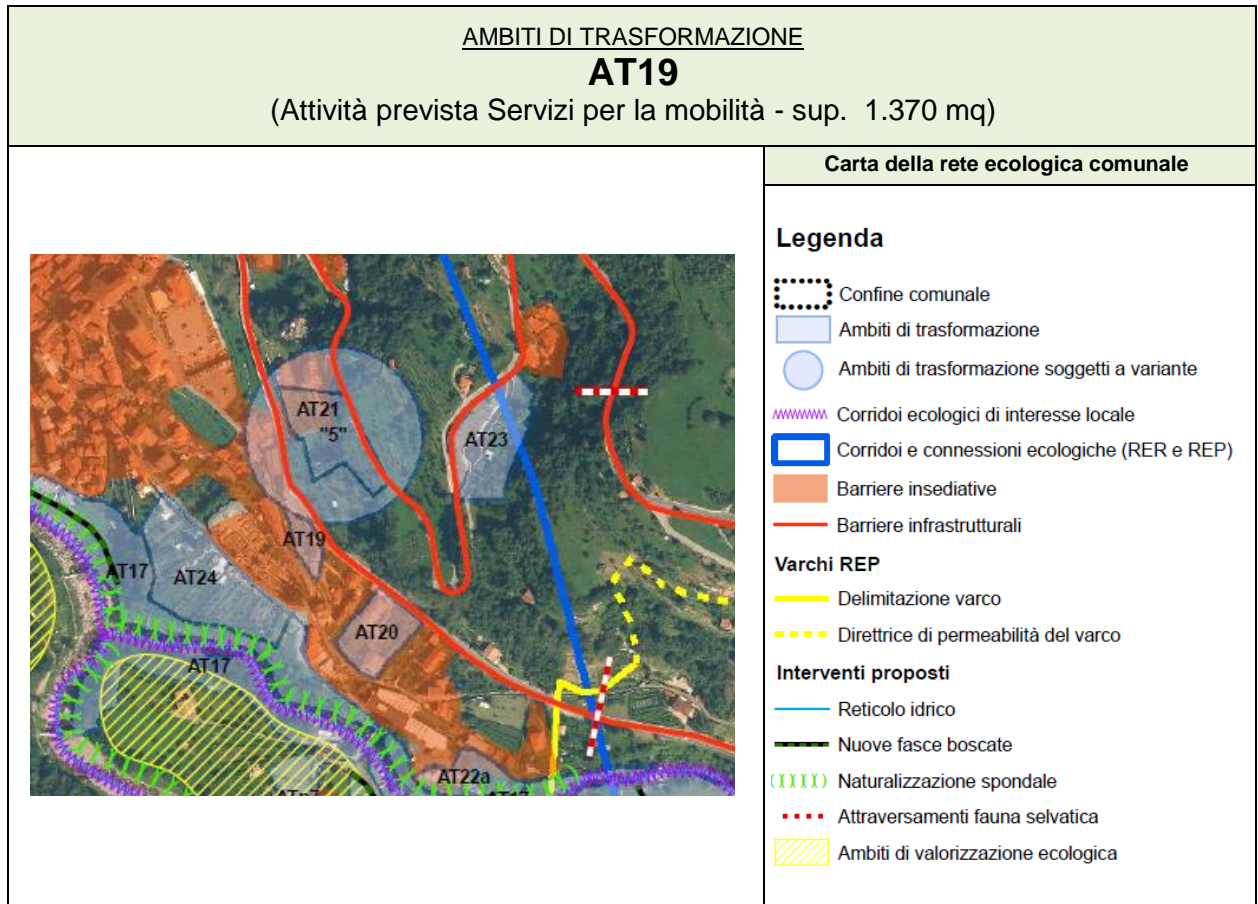 AMBITI DI TRASFORMAZIONE
AT19
(Attività prevista Servizi per la mobilità - sup. 1.370 mq)
Carta della rete ecologica comunale
Legenda
Confine comunale
Ambiti di trasformazione
Ambiti di trasformazione soggetti a variante
Corridoi ecologici di interesse locale
Corridoi e connessioni ecologiche (RER e REP)
Barriere insediative
Barriere infrastrutturali
Varchi REP
Delimitazione varco
Direttrice di permeabilità del varco
Interventi proposti
Reticolo idrico
Nuove fasce boscate
Naturalizzazione spondale
Attraversamenti fauna selvatica
Ambiti di valorizzazione ecologica
AT21
"5"
AT23
AT19
AT17
AT24
AT20
AT17
AT22a
AT17